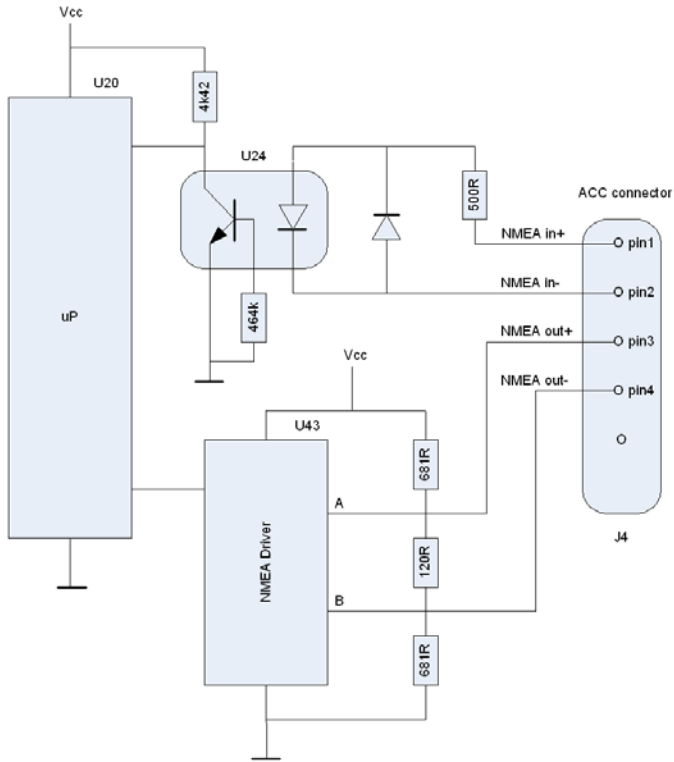 Vcc
U20
4k42
U24
500R
ACC connector
NMEA in+
pin1
NMEA in-
pin2
uP
464k
NMEA out+
pin3
Vcc
NMEA out-
pin4
U43
681R
A
J4
NMEA Driver
120R
B
681R